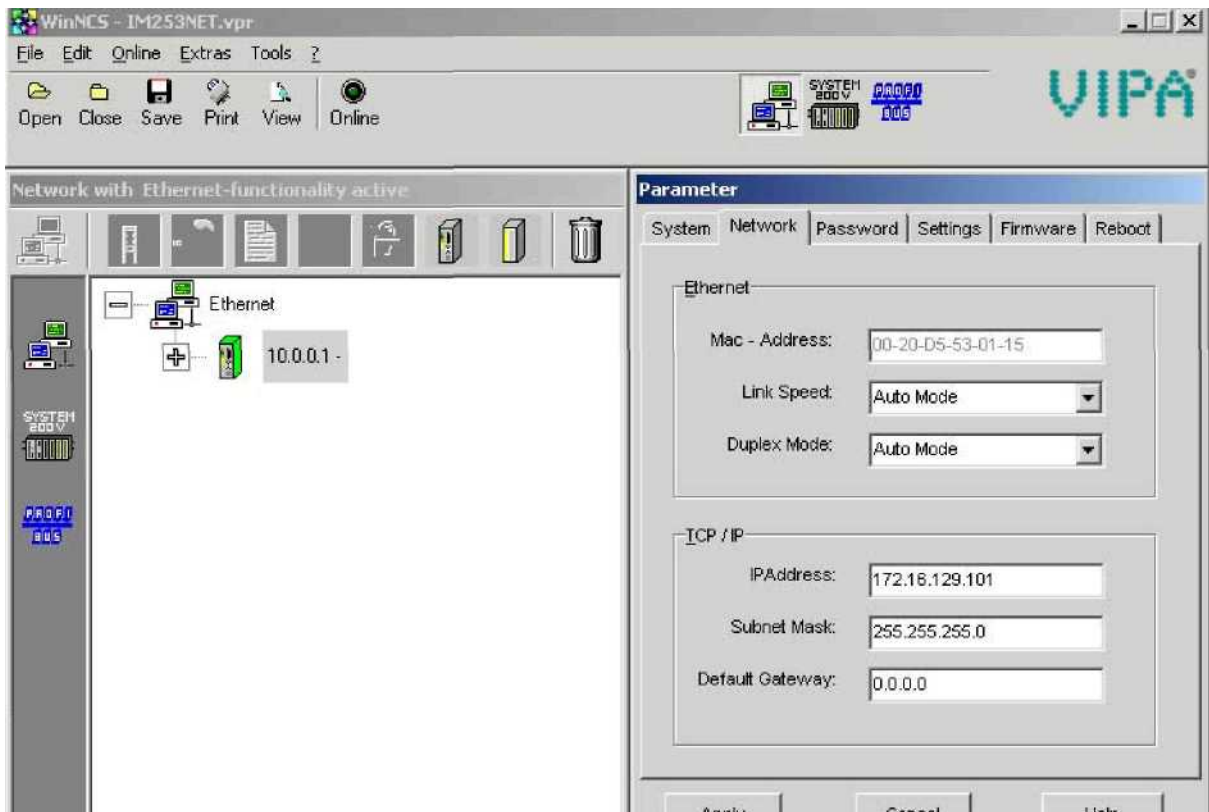 WinNCS - IM253NET.vpr
File Edit Online Extras Tools ?
Open Close Save Print View Online
SYSTEM 200V
PROFI BUS
VIPA
Network with Ethernet-functionality active
Ethernet
10.0.0.1 -
SYSTEM 200V
PROFI BUS
Parameter
System Network Password Settings Firmware Reboot
Ethernet
Mac - Address: 00-20-D5-53-01-15
Link Speed: Auto Mode
Duplex Mode: Auto Mode
TCP / IP
IPAddress: 172.16.129.101
Subnet Mask: 255.255.255.0
Default Gateway: 0.0.0.0